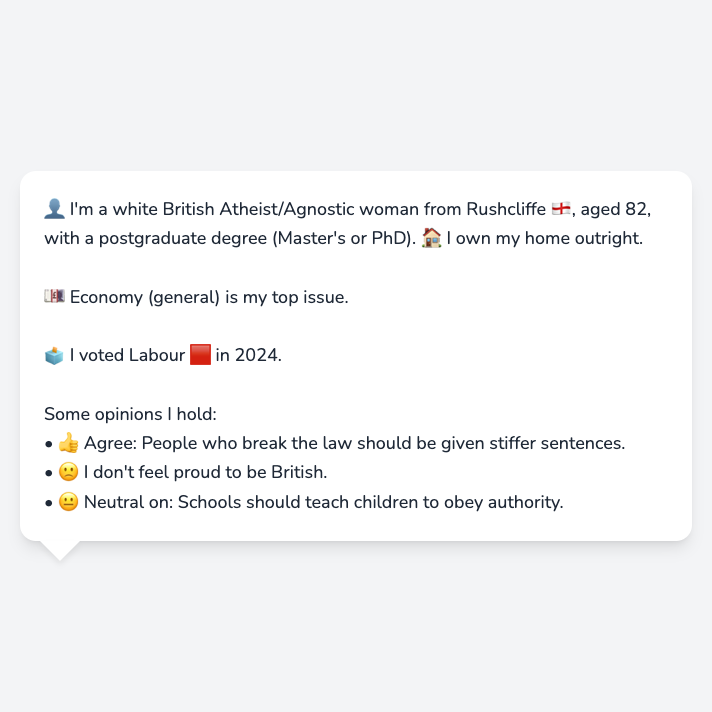 👤 I'm a white British Atheist/Agnostic woman from Rushcliffe 🏴󠁧󠁢󠁥󠁮󠁧󠁿, aged 82,
with a postgraduate degree (Master's or PhD). 🏠 I own my home outright.
💷 Economy (general) is my top issue.
🗳️ I voted Labour 🟥 in 2024.
Some opinions I hold:
• 👍 Agree: People who break the law should be given stiffer sentences.
• 🙁 I don't feel proud to be British.
• 😐 Neutral on: Schools should teach children to obey authority.